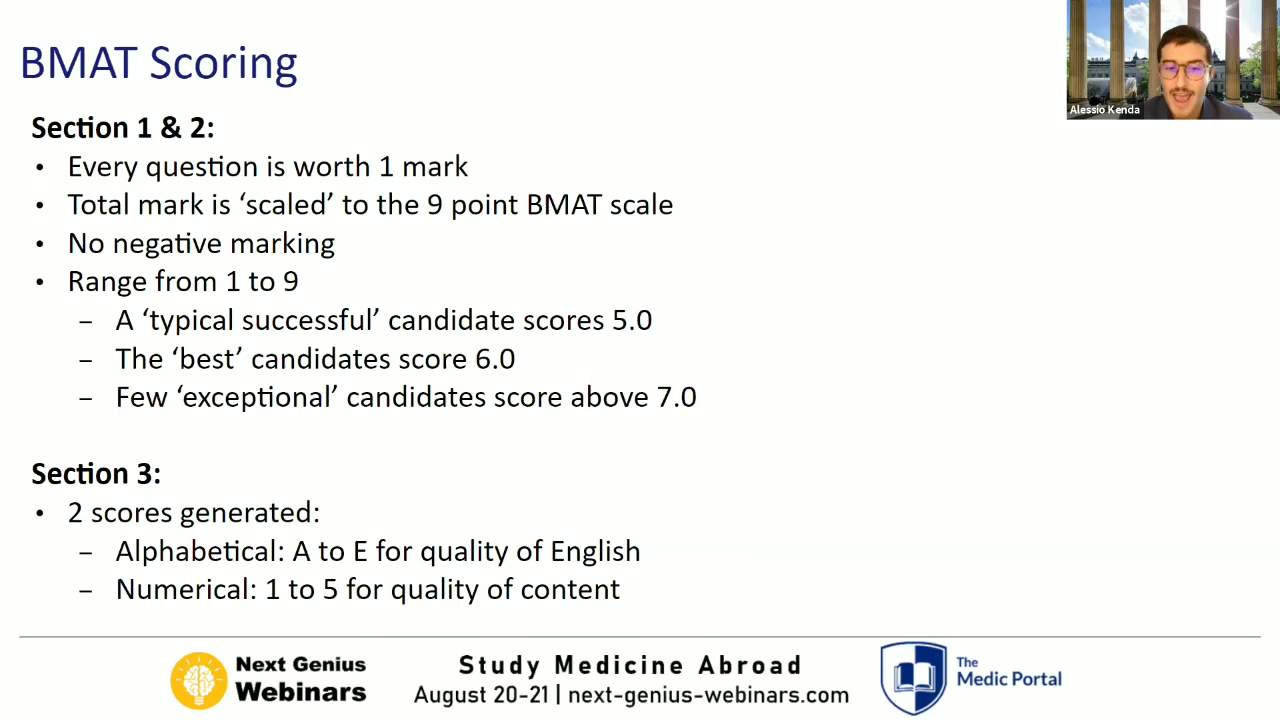 BMAT Scoring
Alessio Kenda
Section 1 & 2:
• Every question is worth 1 mark
• Total mark is ‘scaled’ to the 9 point BMAT scale
• No negative marking
• Range from 1 to 9
– A ‘typical successful’ candidate scores 5.0
– The ‘best’ candidates score 6.0
– Few ‘exceptional’ candidates score above 7.0
Section 3:
• 2 scores generated:
– Alphabetical: A to E for quality of English
– Numerical: 1 to 5 for quality of content
Next Genius
Webinars
Study Medicine Abroad
August 20-21 | next-genius-webinars.com
The
Medic Portal